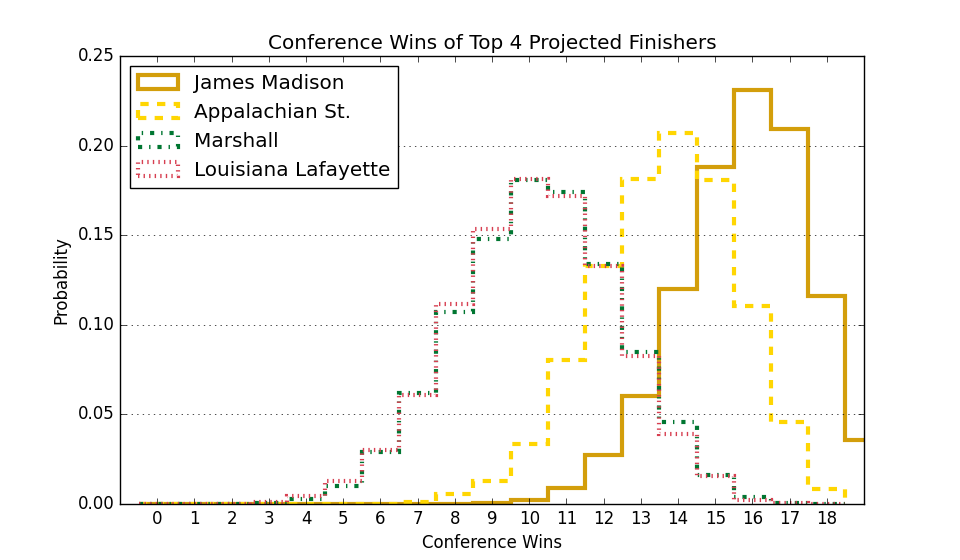 Conference Wins of Top 4 Projected Finishers
0.25
0.20
0.15
0.10
0.05
0.00
Probability
James Madison
Appalachian St.
Marshall
Louisiana Lafayette
0 1 2 3 4 5 6 7 8 9 10 11 12 13 14 15 16 17 18
Conference Wins